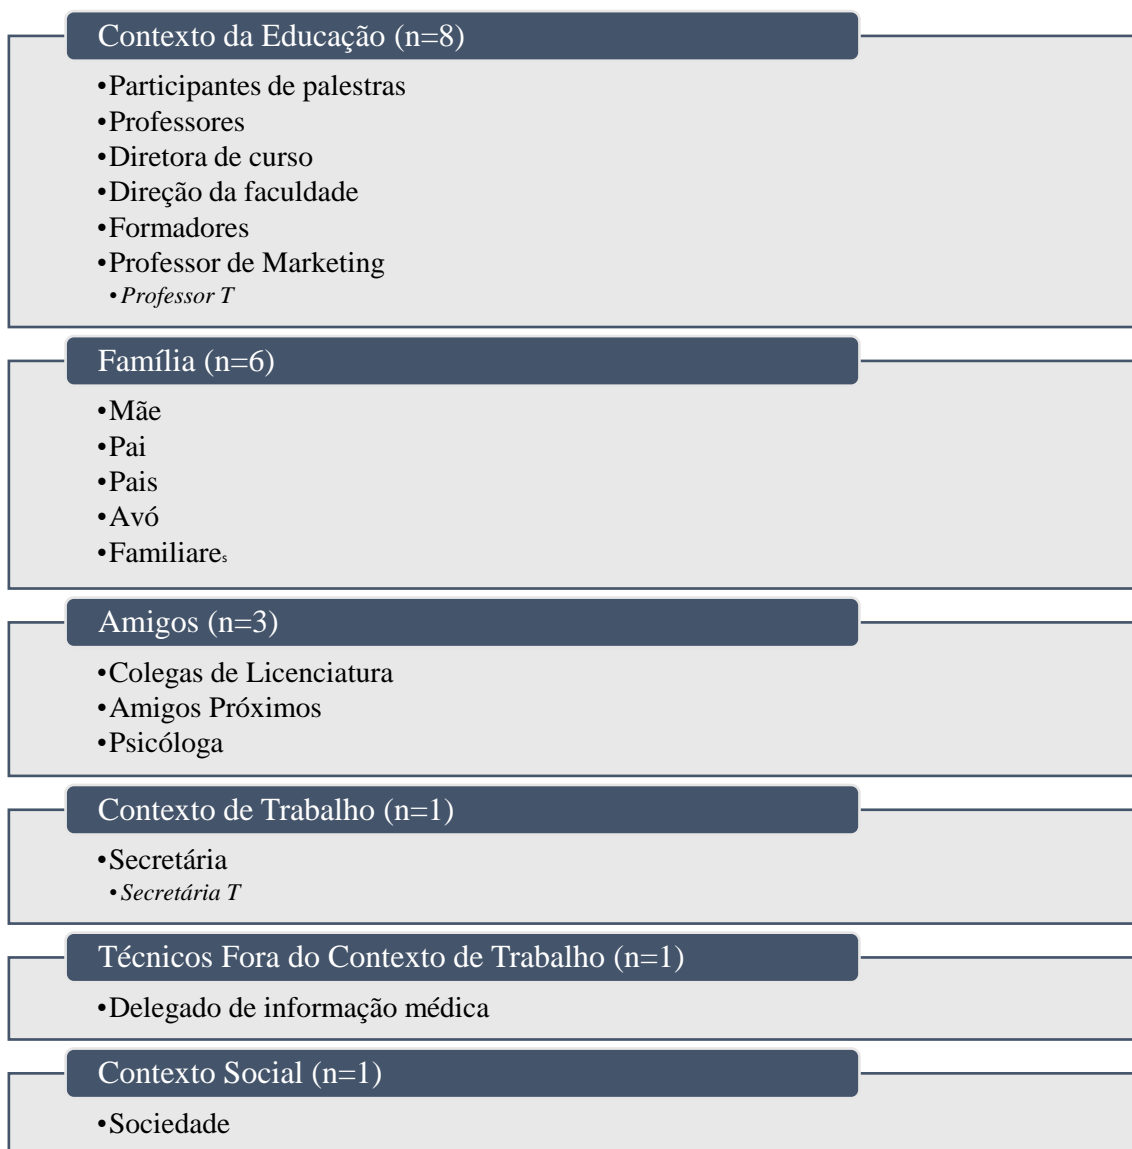 Contexto da Educação (n=8)
•Participantes de palestras
•Professores
•Diretora de curso
•Direção da faculdade
•Formadores
•Professor de Marketing
•Professor T
Família (n=6)
•Mãe
•Pai
•Pais
•Avó
•Familiares
Amigos (n=3)
•Colegas de Licenciatura
•Amigos Próximos
•Psicóloga
Contexto de Trabalho (n=1)
•Secretária
•Secretária T
Técnicos Fora do Contexto de Trabalho (n=1)
•Delegado de informação médica
Contexto Social (n=1)
•Sociedade